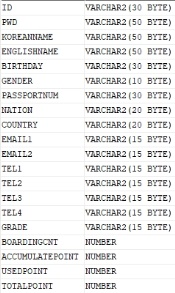 ID VARCHAR2(30 BYTE)
PWD VARCHAR2(50 BYTE)
KOREANNAME VARCHAR2(50 BYTE)
ENGLISHNAME VARCHAR2(50 BYTE)
BIRTHDAY VARCHAR2(30 BYTE)
GENDER VARCHAR2(10 BYTE)
PASSPORTNUM VARCHAR2(30 BYTE)
NATION VARCHAR2(20 BYTE)
COUNTRY VARCHAR2(20 BYTE)
EMAIL1 VARCHAR2(15 BYTE)
EMAIL2 VARCHAR2(15 BYTE)
TEL1 VARCHAR2(15 BYTE)
TEL2 VARCHAR2(15 BYTE)
TEL3 VARCHAR2(15 BYTE)
TEL4 VARCHAR2(15 BYTE)
GRADE VARCHAR2(15 BYTE)
BOARDINGCNT NUMBER
ACCUMULATEPOINT NUMBER
USEDPOINT NUMBER
TOTALPOINT NUMBER